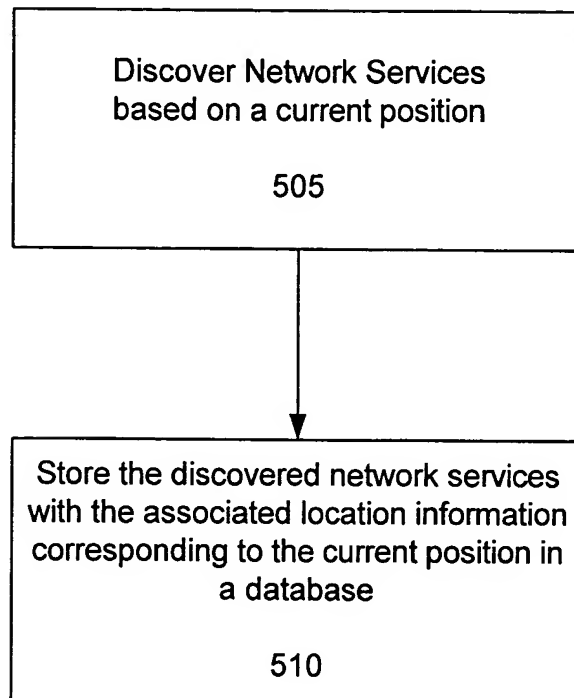 Discover Network Services
based on a current position
505
Store the discovered network services
with the associated location information
corresponding to the current position in
a database
510